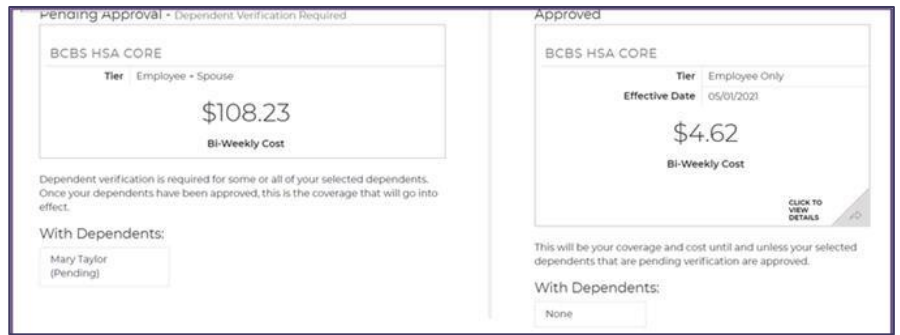 Pending Approval - Dependent Verification Required
BCBS HSA CORE
Tier Employee + Spouse
$108.23
Bi-Weekly Cost
Dependent verification is required for some or all of your selected dependents.
Once your dependents have been approved, this is the coverage that will go into
effect.
With Dependents:
Mary Taylor
(Pending)
Approved
BCBS HSA CORE
Tier Employee Only
Effective Date 05/01/2021
$4.62
Bi-Weekly Cost
CLICK TO
VIEW
DETAILS
This will be your coverage and cost until and unless your selected
dependents that are pending verification are approved.
With Dependents:
None